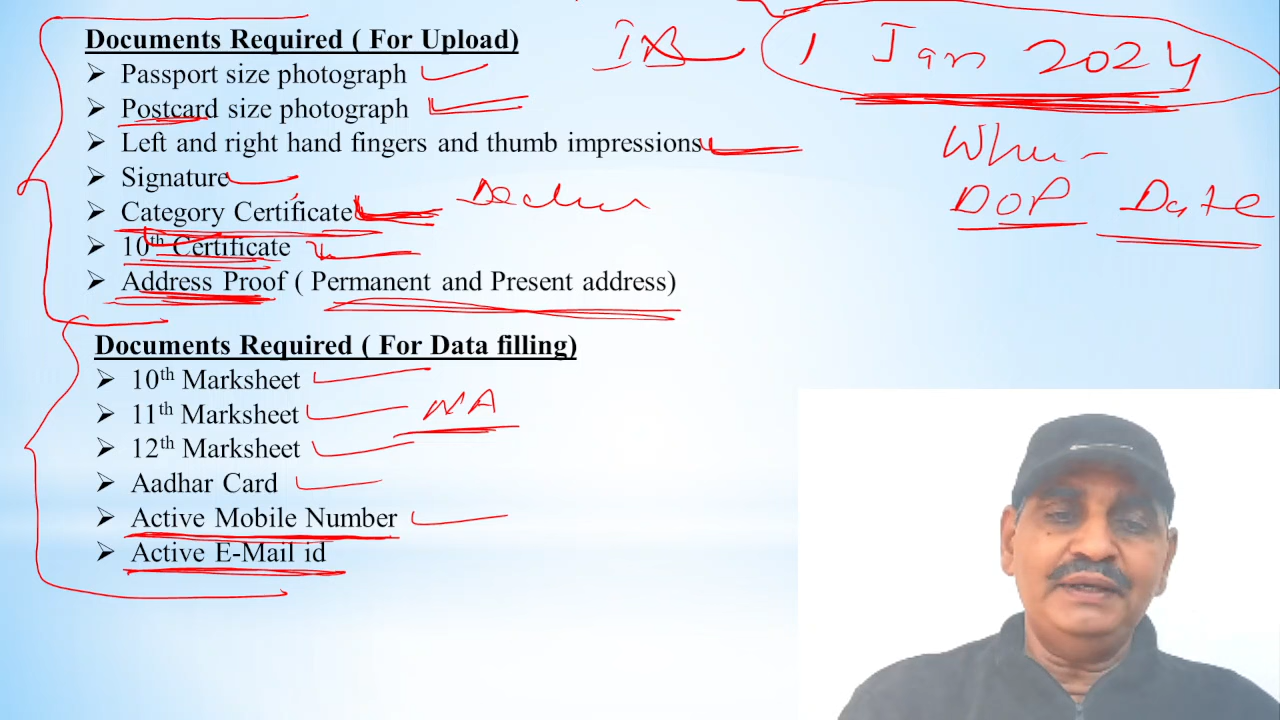 Documents Required ( For Upload)
➢ Passport size photograph
➢ Postcard size photograph
➢ Left and right hand fingers and thumb impressions
➢ Signature
➢ Category Certificate
➢ 10th Certificate
➢ Address Proof ( Permanent and Present address)
Documents Required ( For Data filling)
➢ 10th Marksheet
➢ 11th Marksheet NA
➢ 12th Marksheet
➢ Aadhar Card
➢ Active Mobile Number
➢ Active E-Mail id
1 Jan 2024
Date